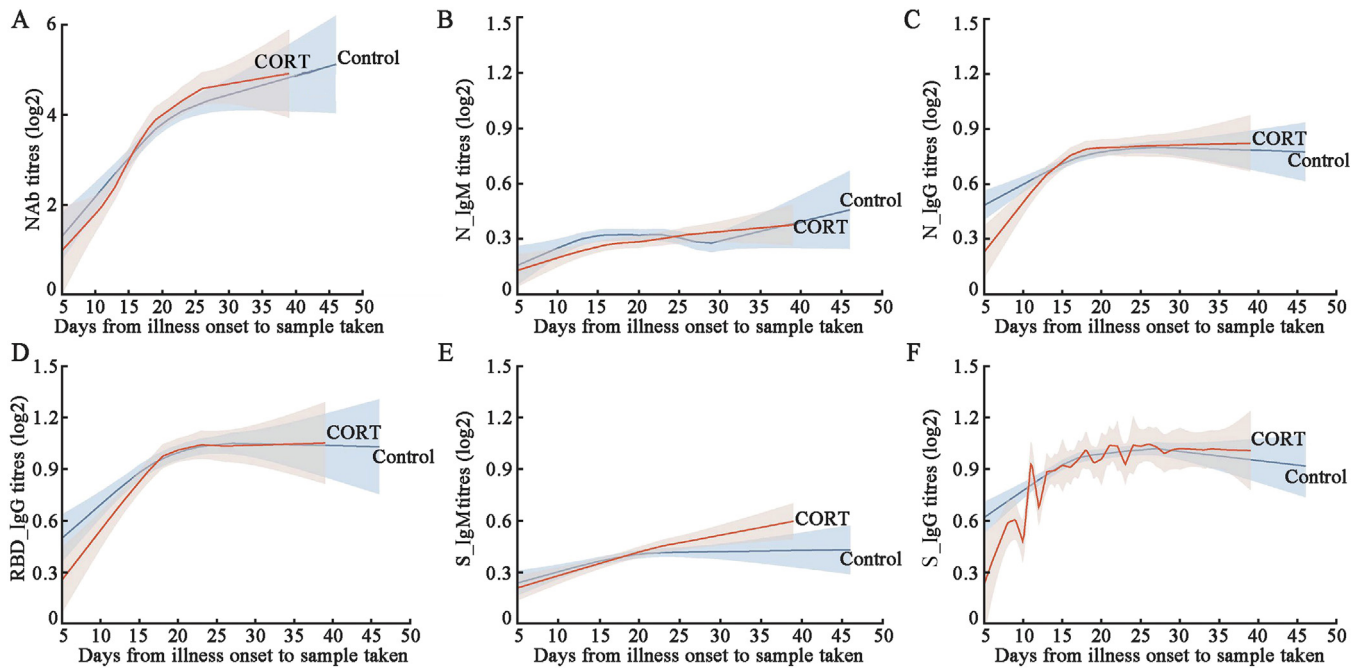 A
NAb titres (log2)
6
4
2
0
CORT
Control
5 10 15 20 25 30 35 40 45 50
Days from illness onset to sample taken
B
N_IgM titres (log2)
1.5
1.2
0.9
0.6
0.3
0
Control
CORT
5 10 15 20 25 30 35 40 45 50
Days from illness onset to sample taken
C
N_IgG titres (log2)
1.5
1.2
0.9
0.6
0.3
0
CORT
Control
5 10 15 20 25 30 35 40 45 50
Days from illness onset to sample taken
D
RBD_IgG titres (log2)
1.5
1.2
0.9
0.6
0.3
0
CORT
Control
5 10 15 20 25 30 35 40 45 50
Days from illness onset to sample taken
E
S_IgMtitres (log2)
1.5
1.2
0.9
0.6
0.3
0
CORT
Control
5 10 15 20 25 30 35 40 45 50
Days from illness onset to sample taken
F
S_IgG titres (log2)
1.5
1.2
0.9
0.6
0.3
0
CORT
Control
5 10 15 20 25 30 35 40 45 50
Days from illness onset to sample taken